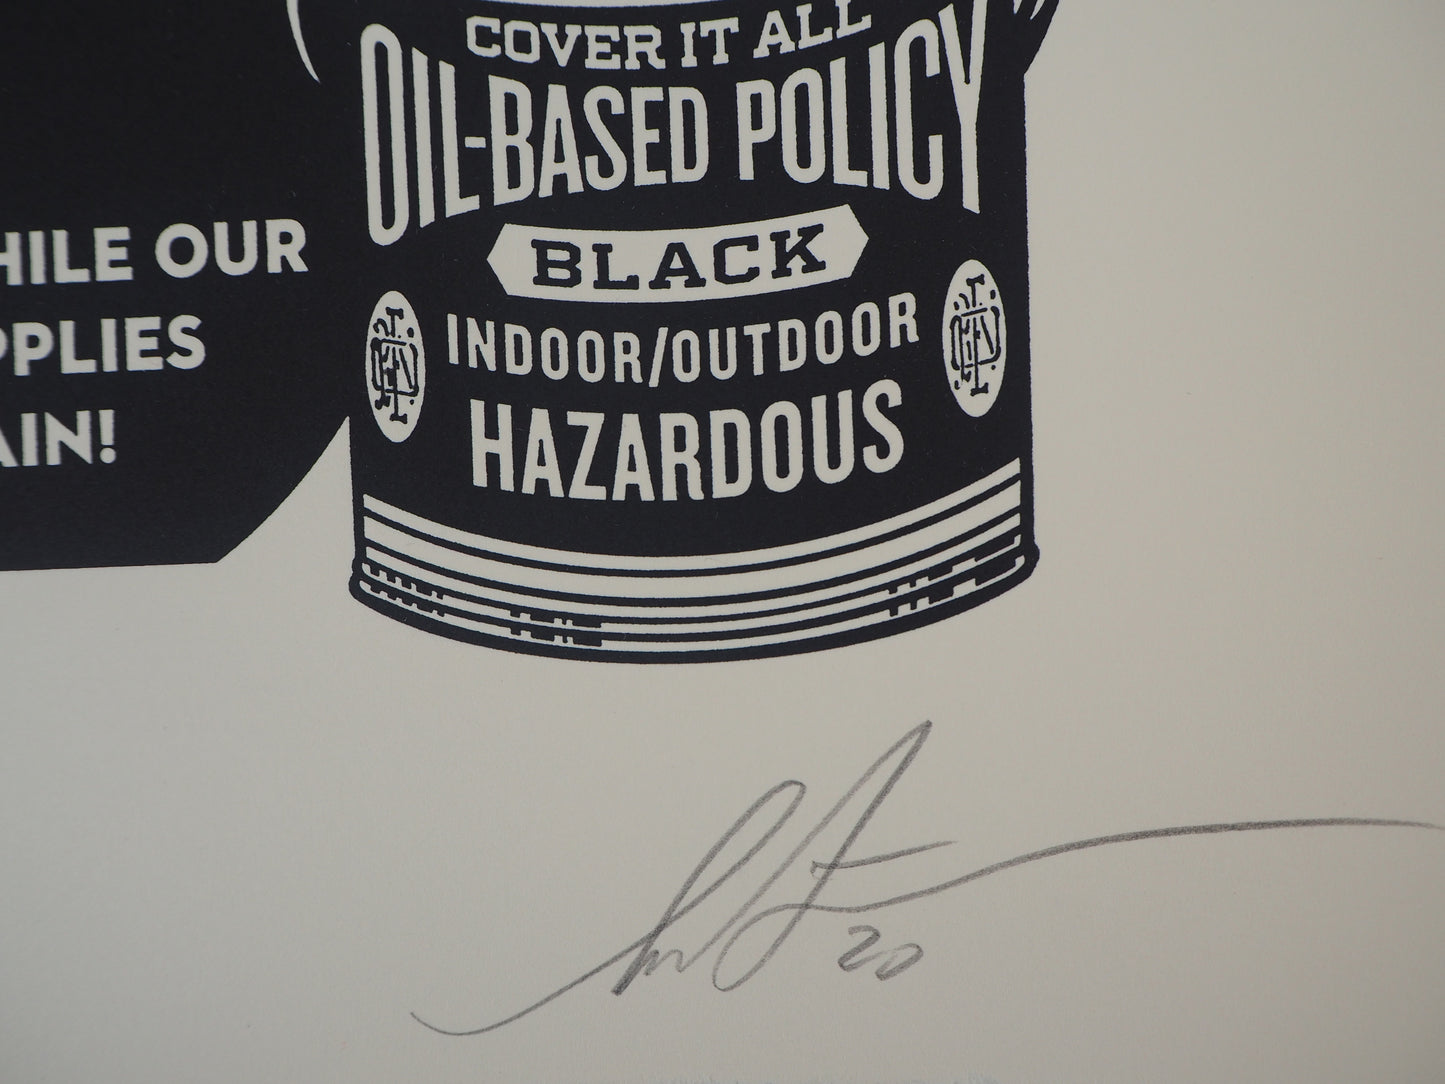 COVER IT ALL
OIL-BASED POLICY
BLACK
INDOOR/OUTDOOR
HAZARDOUS
HILE OUR
PPLIES
AIN!
20